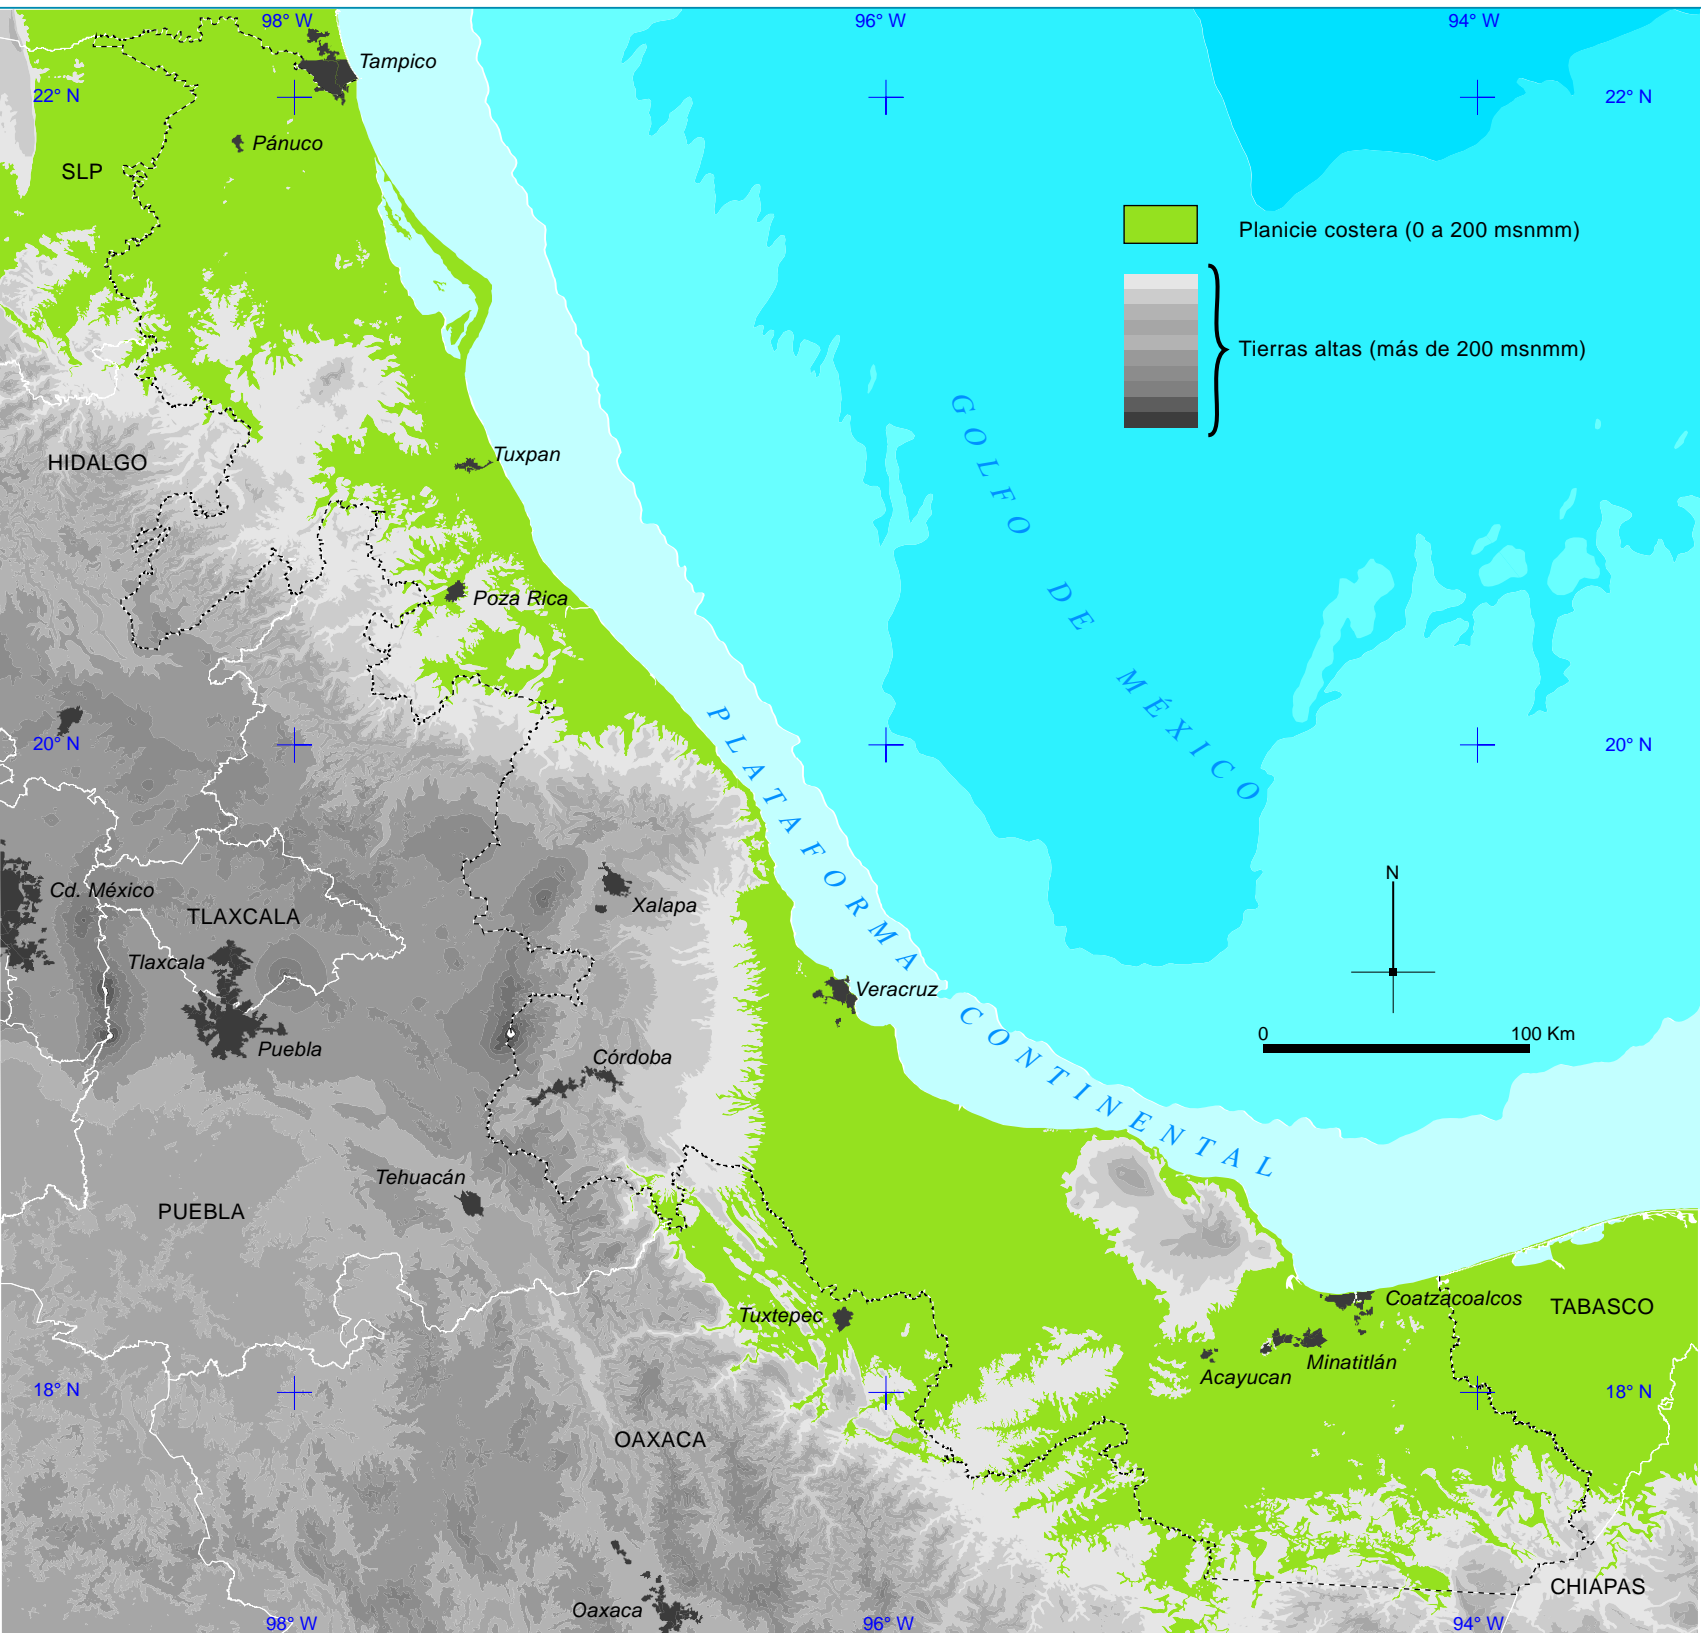 98° W
96° W
94° W
Tampico
22° N
22° N
Pánuco
SLP
Planicie costera (0 a 200 msnmm)
Tierras altas (más de 200 msnmm)
GOLFO DE MÉXICO
Tuxpan
HIDALGO
Poza Rica
PLATAFORMA CONTINENTAL
20° N
20° N
N
Cd. México
Xalapa
TLAXCALA
Tlaxcala
Veracruz
0
100 Km
Puebla
Córdoba
Tehuacán
PUEBLA
Coatzacoalcos
TABASCO
Tuxtepec
Minatitlán
Acayucan
18° N
18° N
OAXACA
CHIAPAS
Oaxaca
98° W
96° W
94° W